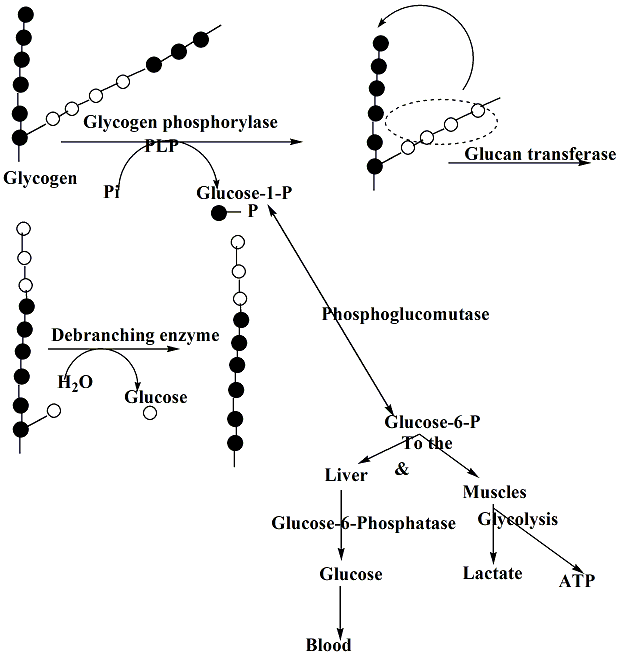 Glycogen phosphorylase
PLP
Glycogen
Pi
Glucose-1-P
P
Glucan transferase
Debranching enzyme
H2O
Glucose
Phosphoglucomutase
Glucose-6-P
To the
Liver
&
Muscles
Glucose-6-Phosphatase
Glycolysis
Glucose
Lactate
ATP
Blood